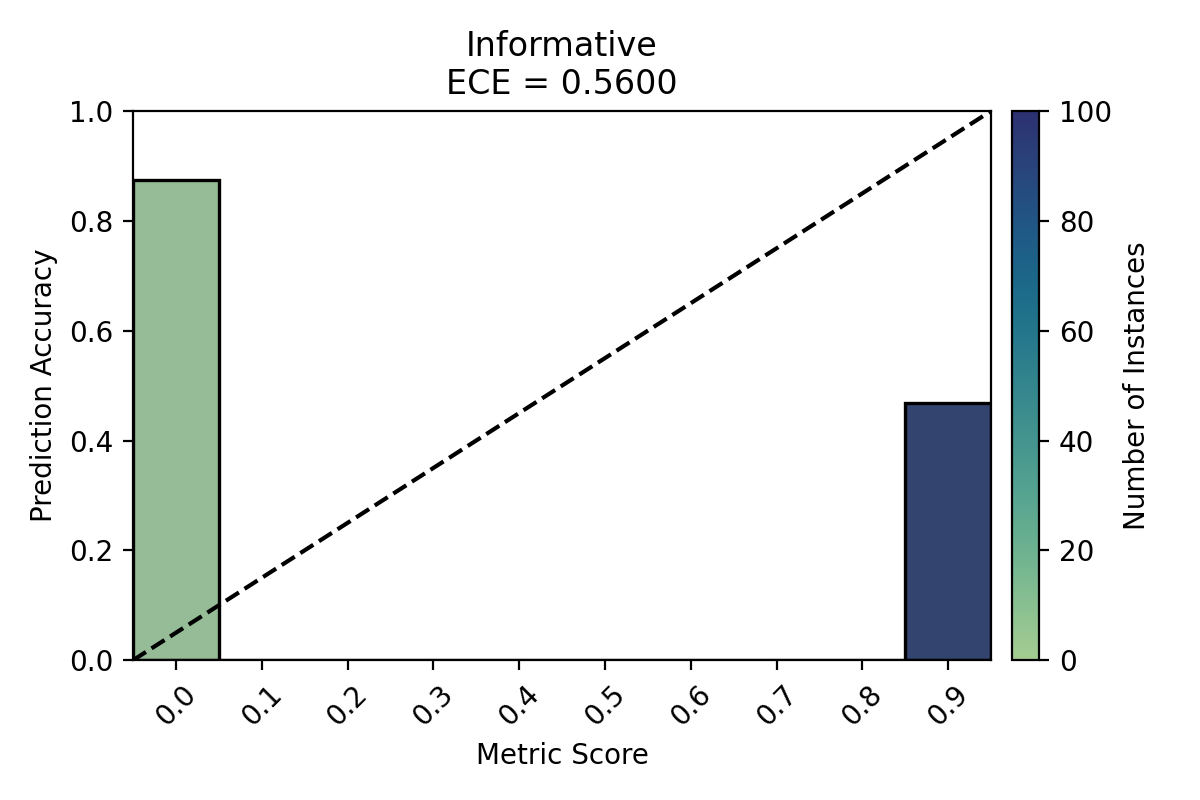 Informative
ECE = 0.5600
1.0
0.8
0.6
0.4
0.2
0.0
Prediction Accuracy
0.0 0.1 0.2 0.3 0.4 0.5 0.6 0.7 0.8 0.9
Metric Score
100
80
60
40
20
0
Number of Instances